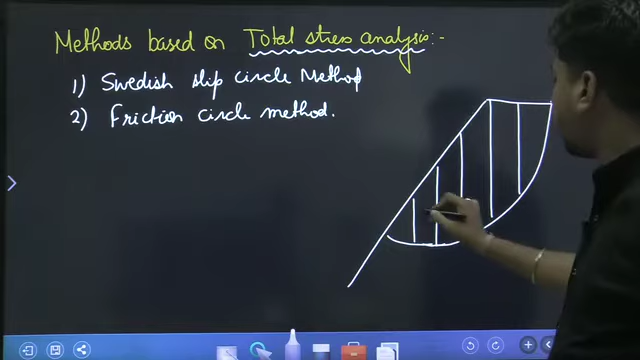 Methods based on Total stress analysis:-
1) Swedish slip circle Method
2) Friction circle method.